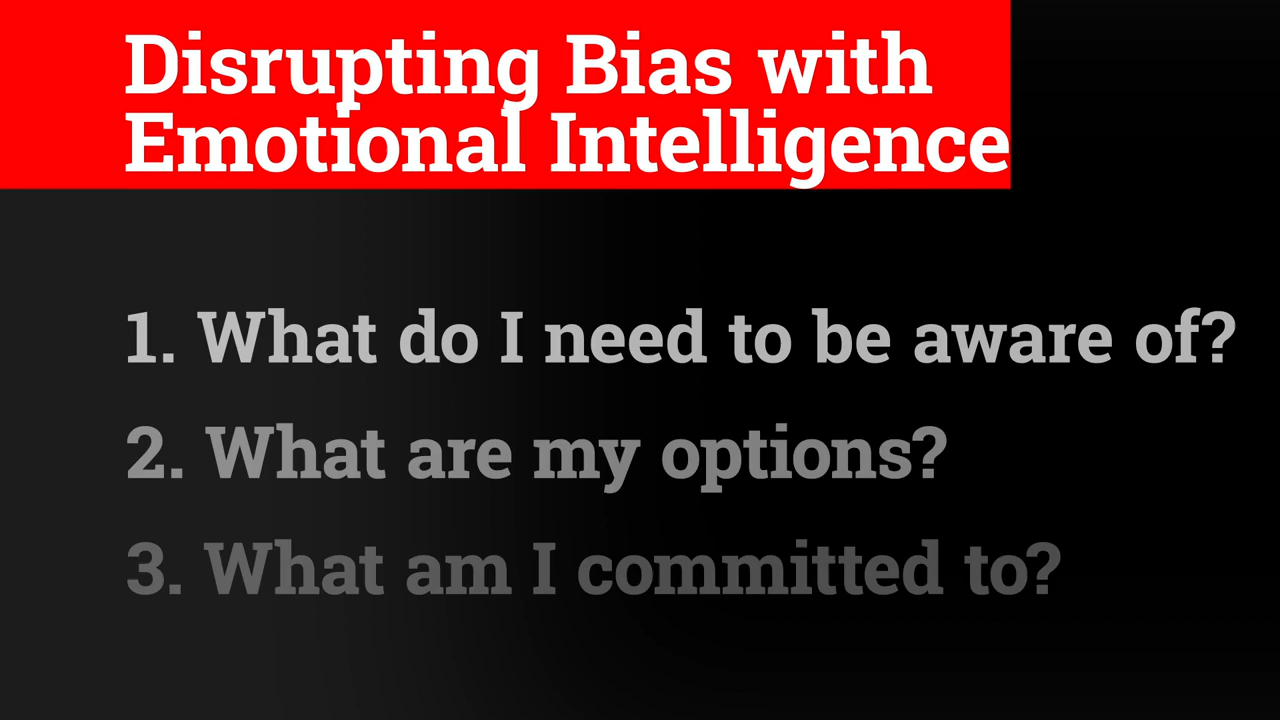 Disrupting Bias with
Emotional Intelligence
1. What do I need to be aware of?
2. What are my options?
3. What am I committed to?